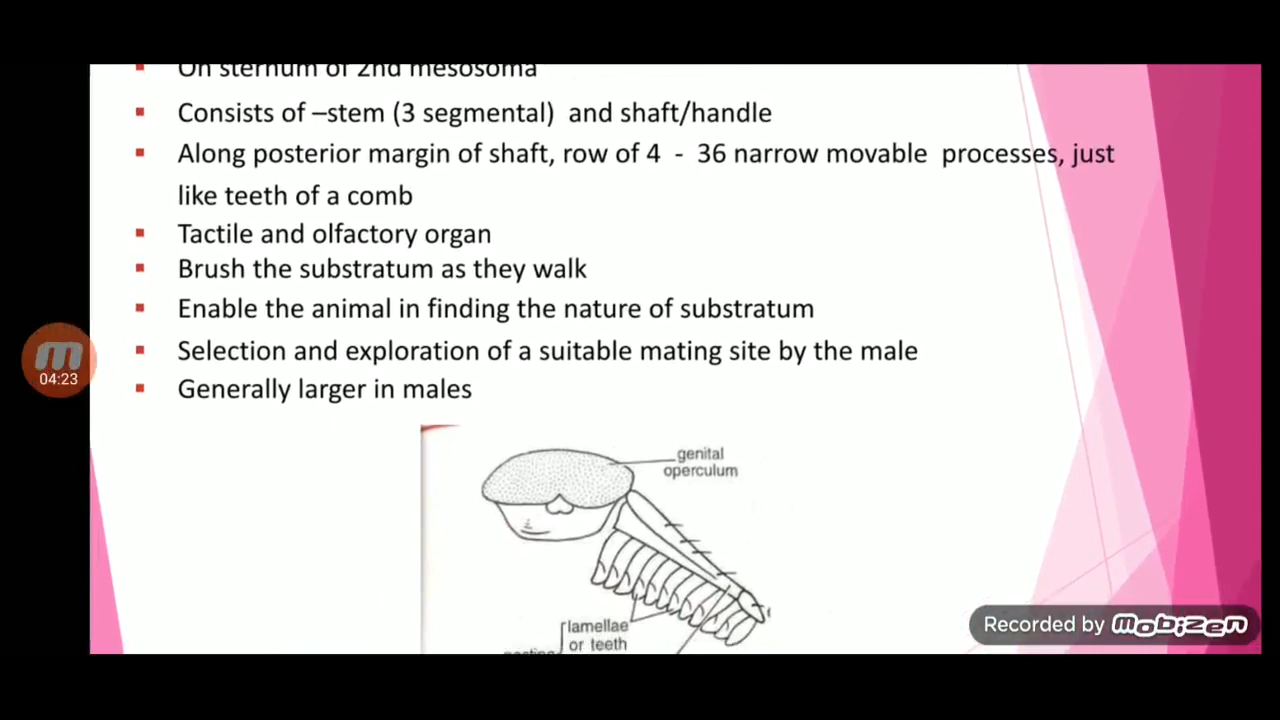 On sternum of 2nd mesosoma
Consists of –stem (3 segmental) and shaft/handle
Along posterior margin of shaft, row of 4 - 36 narrow movable processes, just
like teeth of a comb
Tactile and olfactory organ
Brush the substratum as they walk
Enable the animal in finding the nature of substratum
Selection and exploration of a suitable mating site by the male
Generally larger in males
04:23
genital
operculum
lamellae
or teeth
Recorded by mobizen